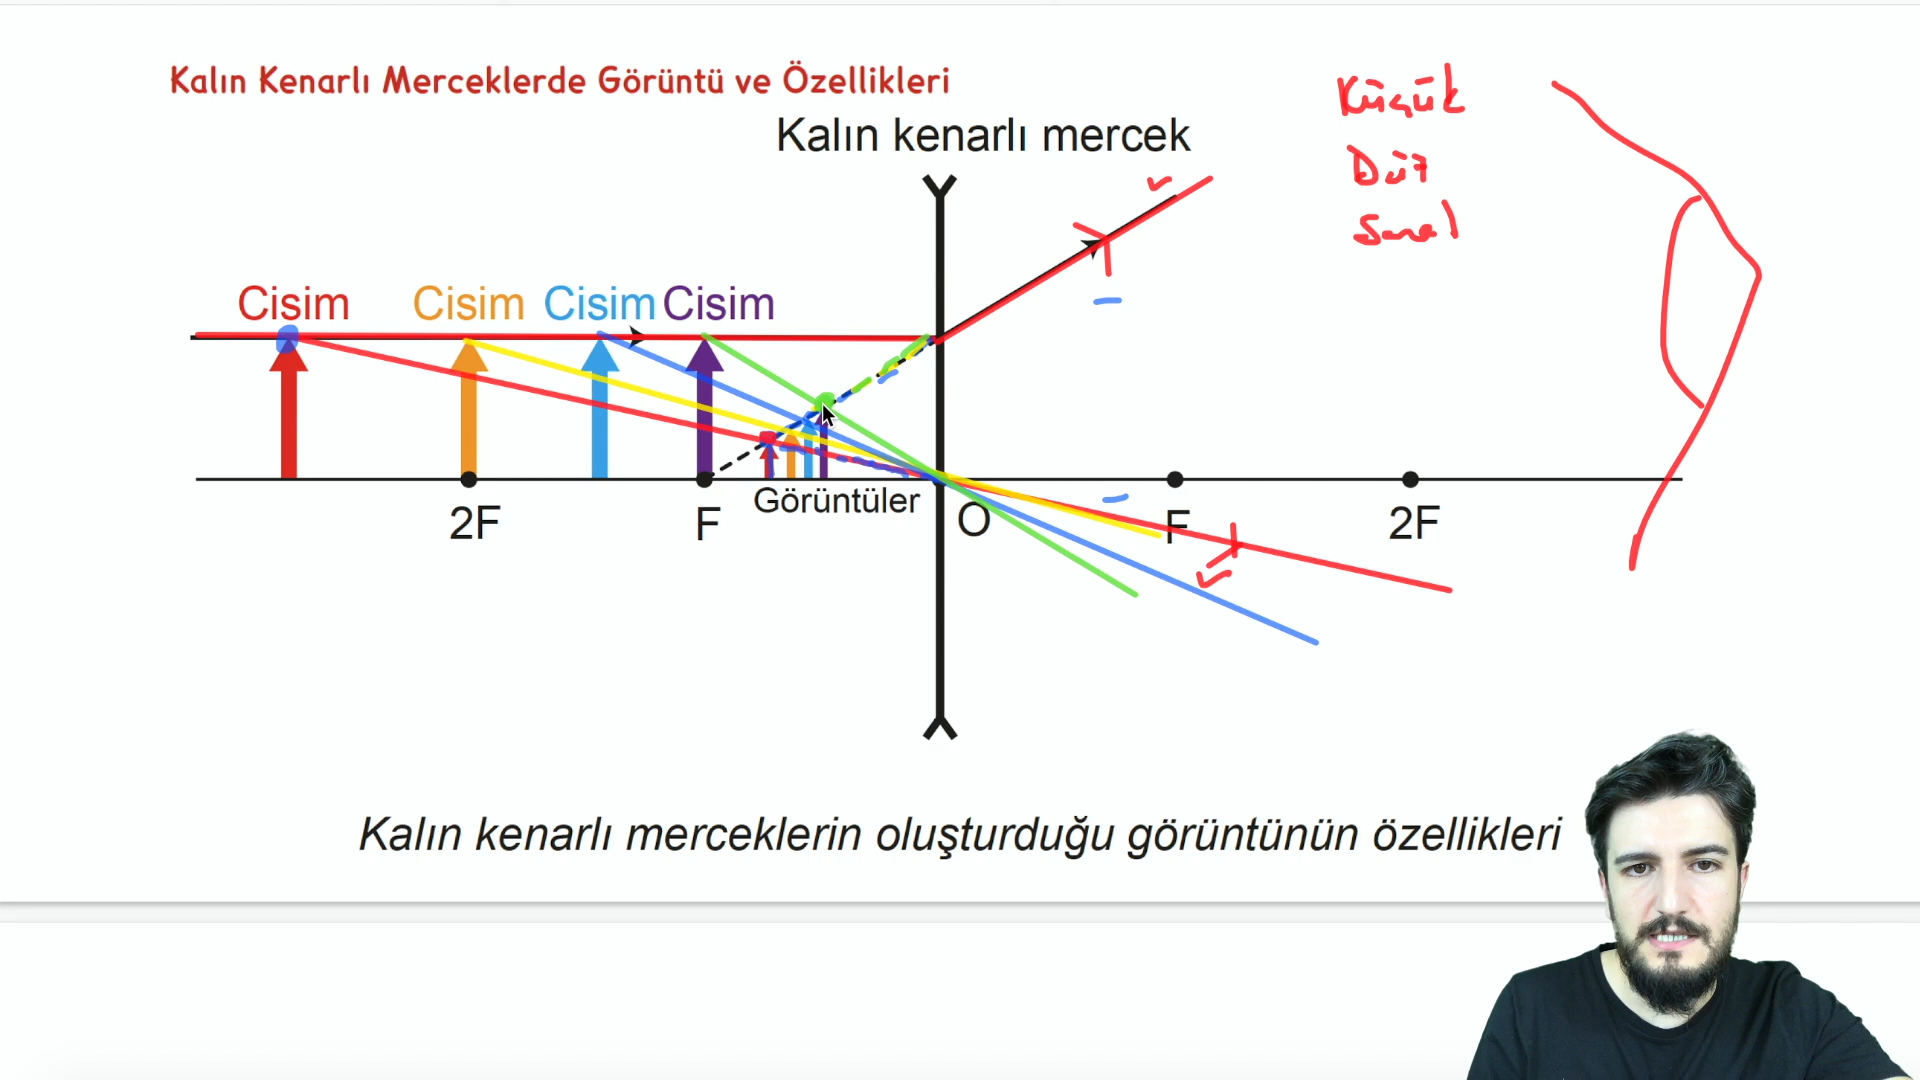 Kalın Kenarlı Merceklerde Görüntü ve Özellikleri
Kalın kenarlı mercek
Küçük
Düz
Sanal
Cisim Cisim Cisim Cisim
2F F Görüntüler O F 2F
Kalın kenarlı merceklerin oluşturduğu görüntünün özellikleri